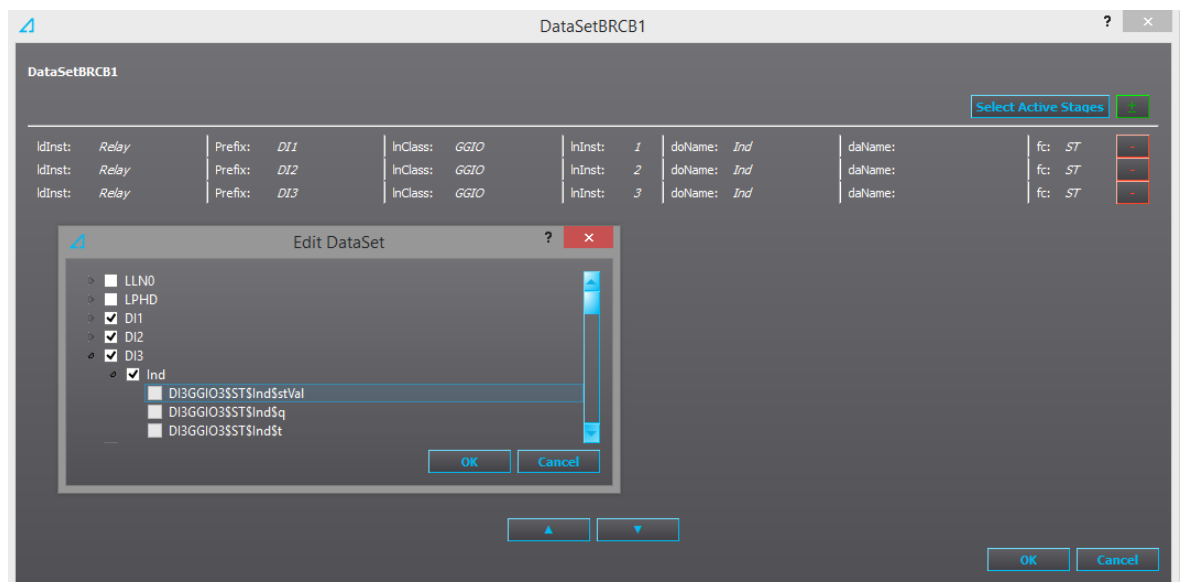 DataSetBRCB1 ? ×
DataSetBRCB1
Select Active Stages ±
ldInst: Relay Prefix: DI1 lnClass: GGIO lnInst: 1 doName: Ind daName: fc: ST -
ldInst: Relay Prefix: DI2 lnClass: GGIO lnInst: 2 doName: Ind daName: fc: ST -
ldInst: Relay Prefix: DI3 lnClass: GGIO lnInst: 3 doName: Ind daName: fc: ST -
Edit DataSet ? ×
LLN0
LPHD
DI1
DI2
DI3
Ind
DI3GGIO3$ST$Ind$stVal
DI3GGIO3$ST$Ind$q
DI3GGIO3$ST$Ind$t
OK Cancel
OK Cancel